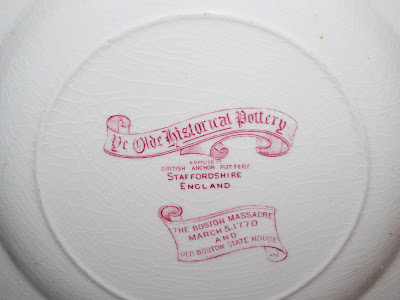 Ye Olde Historical Pottery
BRITISH ANCHOR POTTERY
STAFFORDSHIRE
ENGLAND
THE BOSTON MASSACRE
MARCH 5, 1770
AND
OLD BOSTON STATE HOUSE